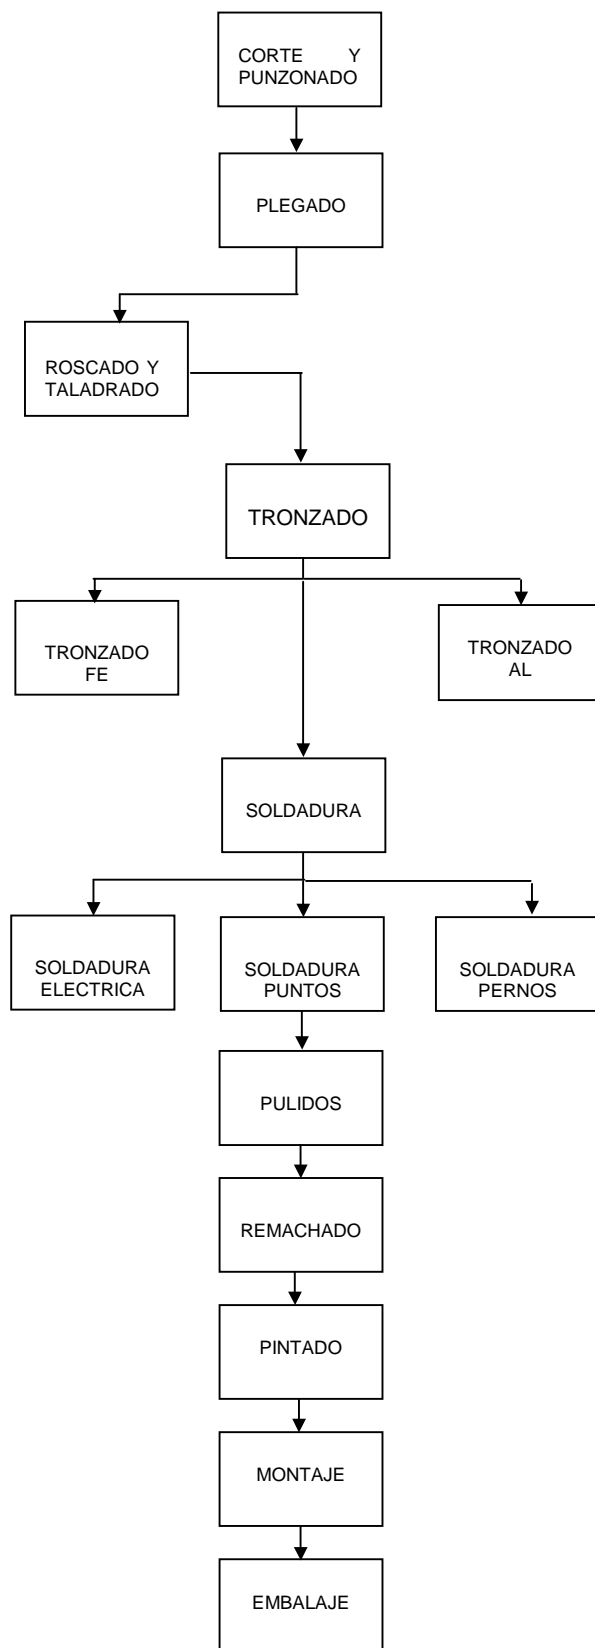 CORTE Y
PUNZONADO
PLEGADO
ROSCADO Y
TALADRADO
TRONZADO
TRONZADO
FE
TRONZADO
AL
SOLDADURA
SOLDADURA
ELECTRICA
SOLDADURA
PUNTOS
SOLDADURA
PERNOS
PULIDOS
REMACHADO
PINTADO
MONTAJE
EMBALAJE